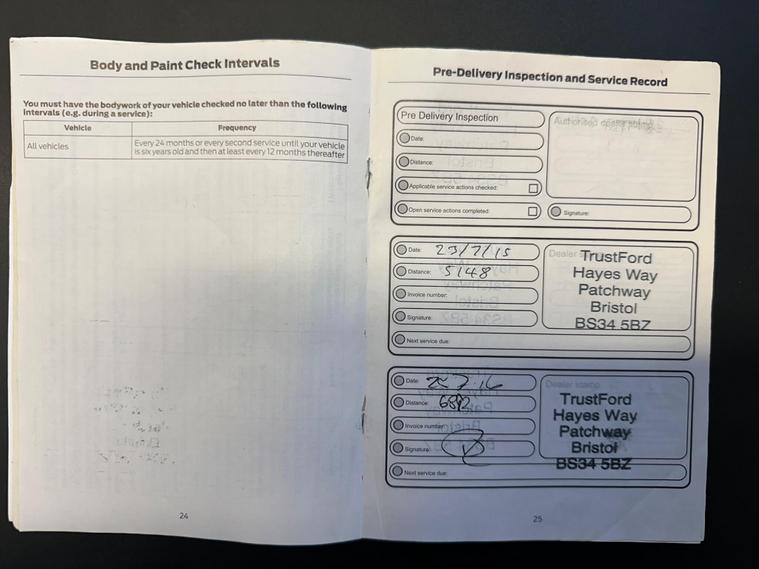 Body and Paint Check Intervals
You must have the bodywork of your vehicle checked no later than the following
intervals (e.g. during a service):
Vehicle Frequency
All vehicles Every 24 months or every second service until your vehicle
is six years old and then at least every 12 months thereafter
24
Pre-Delivery Inspection and Service Record
Pre Delivery Inspection
Date:
Distance:
Applicable service actions checked:
Open service actions completed:
Signature:
Date: 23/7/15
Distance: 5148
Invoice number:
Signature:
Next service due:
Dealer stamp
TrustFord
Hayes Way
Patchway
Bristol
BS34 5BZ
Date:
Distance:
Invoice number:
Signature:
Next service due:
Dealer stamp
TrustFord
Hayes Way
Patchway
Bristol
BS34 5BZ
25